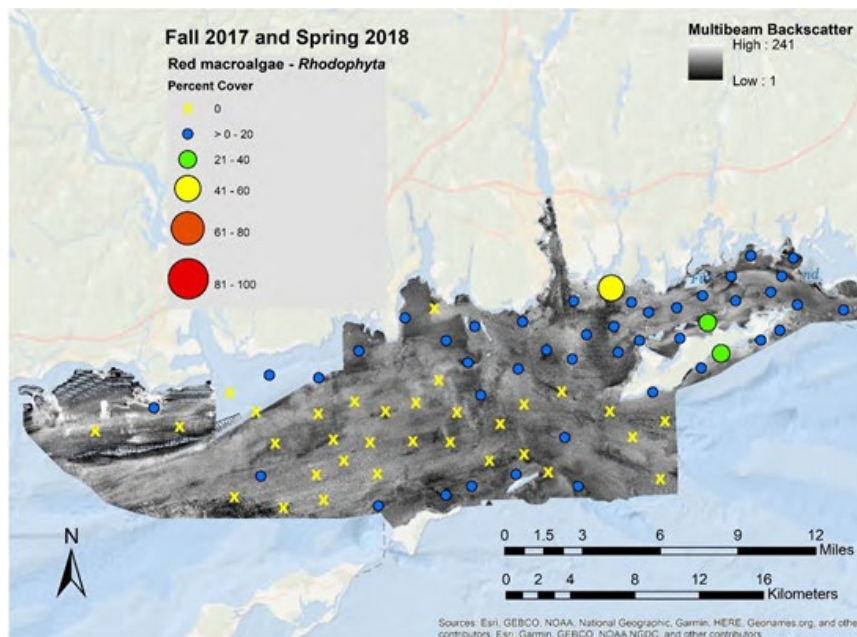 Fall 2017 and Spring 2018
Red macroalgae - Rhodophyta
Percent Cover
x 0
> 0 - 20
21 - 40
41 - 60
61 - 80
81 - 100
Multibeam Backscatter
High : 241
Low : 1
nd
N
0 1.5 3 6 9 12
Miles
0 2 4 8 12 16
Kilometers
Sources: Esri, GEBCO, NOAA, National Geographic, Garmin, HERE, Geonames.org, and other
contributors, Esri, Garmin, GEBCO, NOAA NGDC, and other contributors